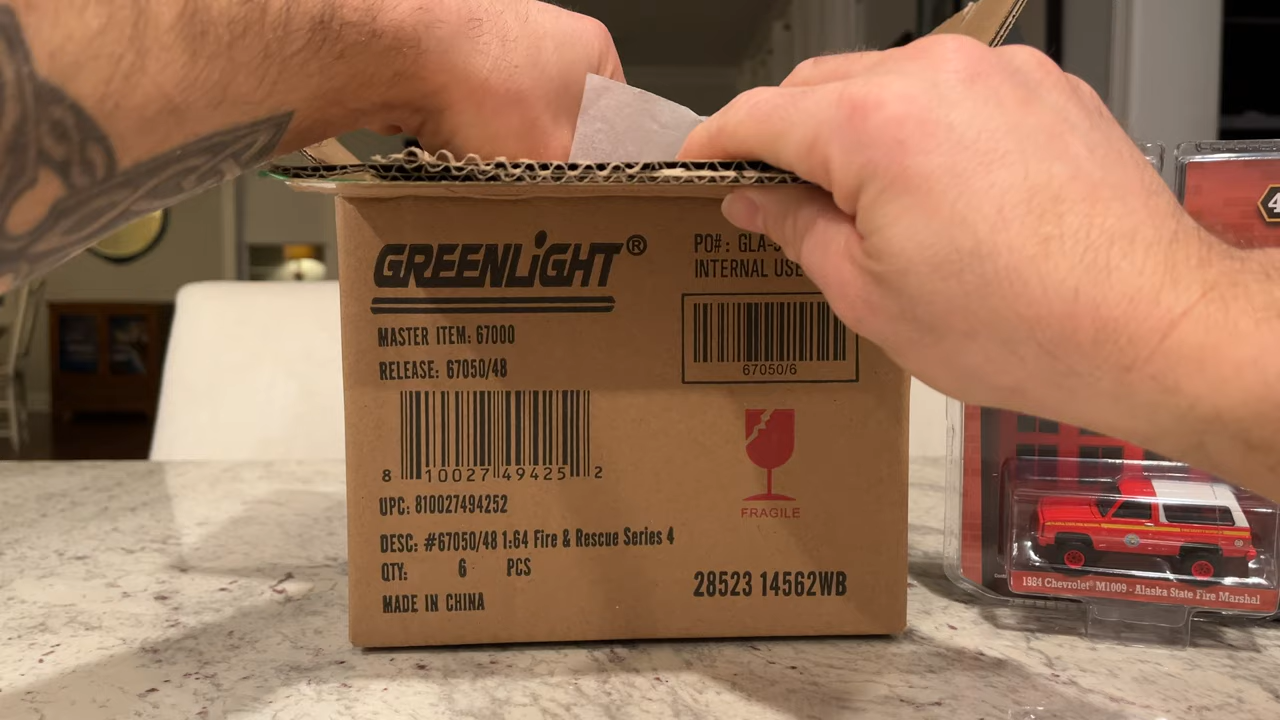 GREENLiGHT®
MASTER ITEM: 67000
RELEASE: 67050/48
8 10027 49425 2
UPC: 810027494252
DESC: #67050/48 1:64 Fire & Rescue Series 4
QTY: 6 PCS
MADE IN CHINA
PO#: GLA-
INTERNAL USE
67050/6
FRAGILE
28523 14562WB
4
1984 Chevrolet® M1009 - Alaska State Fire Marshal